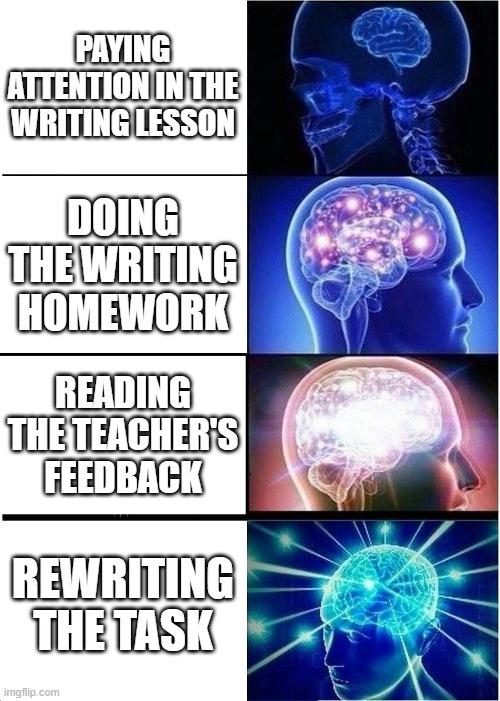 PAYING
ATTENTION IN THE
WRITING LESSON
DOING
THE WRITING
HOMEWORK
READING
THE TEACHER'S
FEEDBACK
REWRITING
THE TASK
imgflip.com